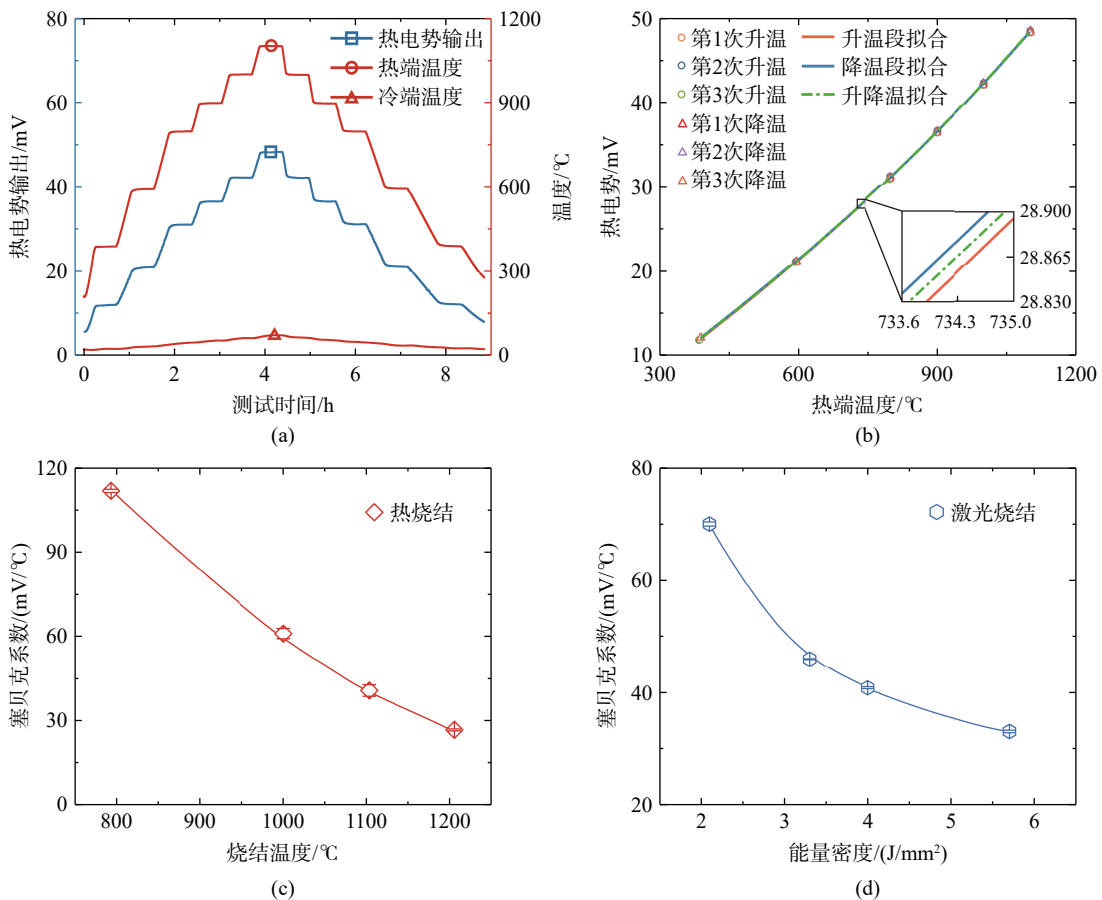 80
60
40
20
0
热电势输出/mV
1200
900
600
300
0
温度/℃
热电势输出
热端温度
冷端温度
0
2
4
6
8
测试时间/h
(a)
50
40
30
20
10
热电势/mV
第1次升温
第2次升温
第3次升温
第1次降温
第2次降温
第3次降温
升温段拟合
降温段拟合
升降温拟合
28.900
28.865
28.830
733.6
734.3
735.0
300
600
900
1200
热端温度/℃
(b)
120
90
60
30
0
塞贝克系数/(mV/℃)
热烧结
800
900
1000
1100
1200
烧结温度/℃
(c)
80
60
40
20
塞贝克系数/(mV/℃)
激光烧结
2
3
4
5
6
能量密度/(J/mm²)
(d)